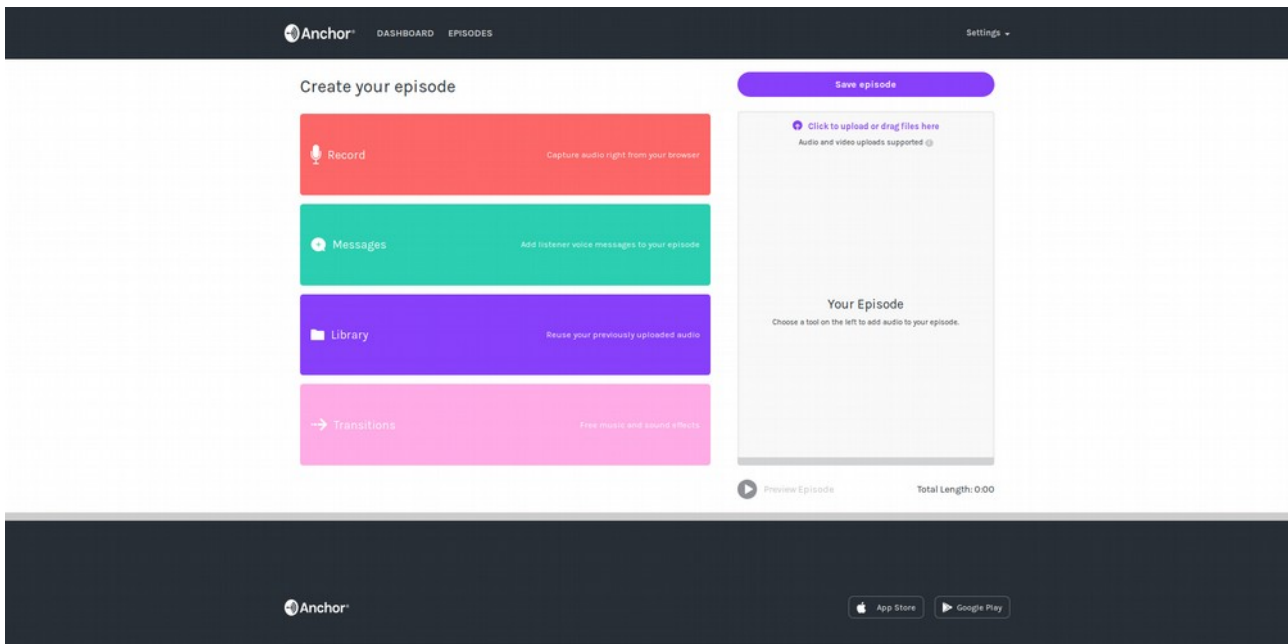 Anchor
DASHBOARD EPISODES
Settings
Create your episode
Save episode
Record
Capture audio right from your browser
Messages
Add listener voice messages to your episode
Library
Reuse your previously uploaded audio
Transitions
Free music and sound effects
Click to upload or drag files here
Audio and video uploads supported
Your Episode
Choose a tool on the left to add audio to your episode.
Preview Episode
Total Length: 0:00
Anchor
App Store
Google Play